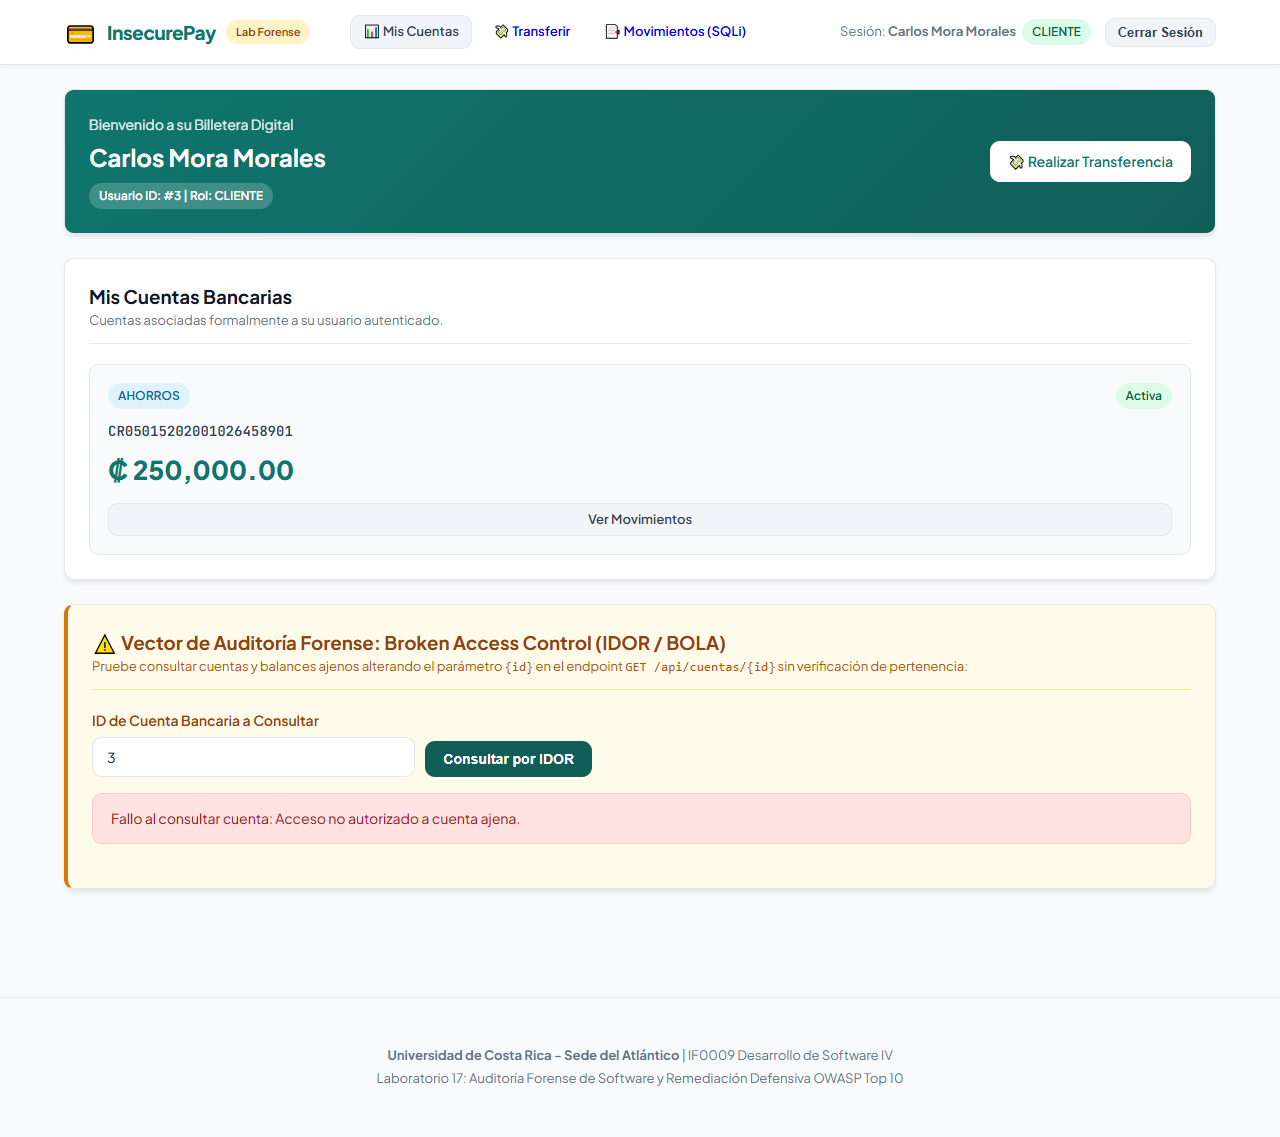 InsecurePay
Lab Forense
Mis Cuentas
Transferir
Movimientos (SQLi)
Sesión: Carlos Mora Morales
CLIENTE
Cerrar Sesión
Bienvenido a su Billetera Digital
Carlos Mora Morales
Usuario ID: #3 | Rol: CLIENTE
Realizar Transferencia
Mis Cuentas Bancarias
Cuentas asociadas formalmente a su usuario autenticado.
AHORROS
Activa
CR05015202001026458901
₡ 250,000.00
Ver Movimientos
Vector de Auditoría Forense: Broken Access Control (IDOR / BOLA)
Pruebe consultar cuentas y balances ajenos alterando el parámetro {id} en el endpoint GET /api/cuentas/{id} sin verificación de pertenencia:
ID de Cuenta Bancaria a Consultar
3
Consultar por IDOR
Fallo al consultar cuenta: Acceso no autorizado a cuenta ajena.
Universidad de Costa Rica - Sede del Atlántico | IF0009 Desarrollo de Software IV
Laboratorio 17: Auditoría Forense de Software y Remediación Defensiva OWASP Top 10